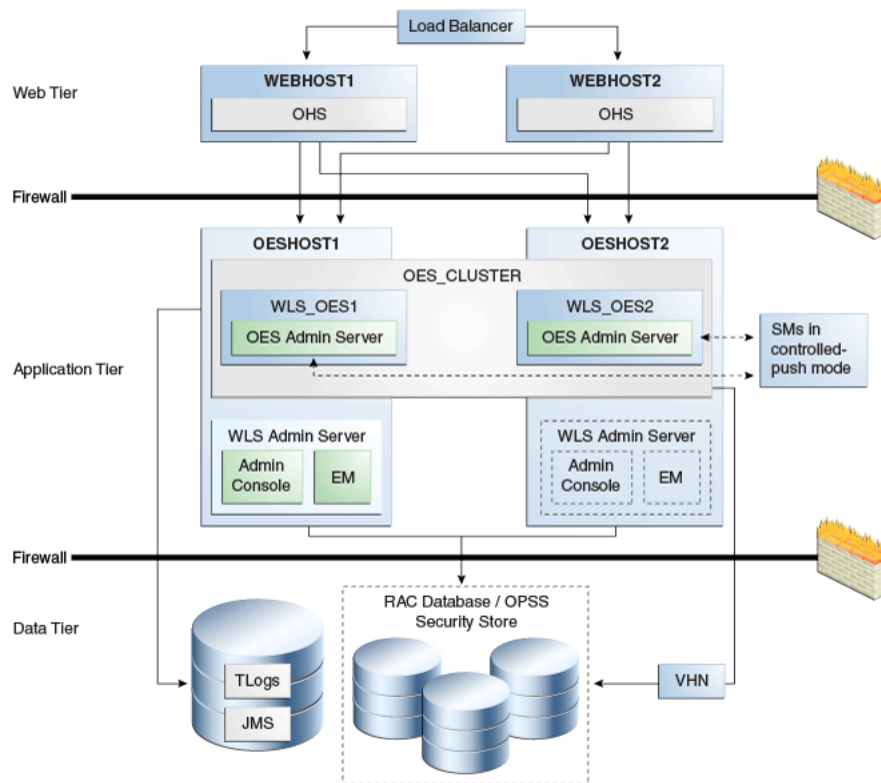 Load Balancer
Web Tier
WEBHOST1
OHS
WEBHOST2
OHS
Firewall
OESHOST1
OESHOST2
OES_CLUSTER
WLS_OES1
OES Admin Server
WLS_OES2
OES Admin Server
SMs in
controlled-
push mode
Application Tier
WLS Admin Server
Admin
Console
EM
WLS Admin Server
Admin
Console
EM
Firewall
Data Tier
RAC Database / OPSS
Security Store
TLogs
JMS
VHN